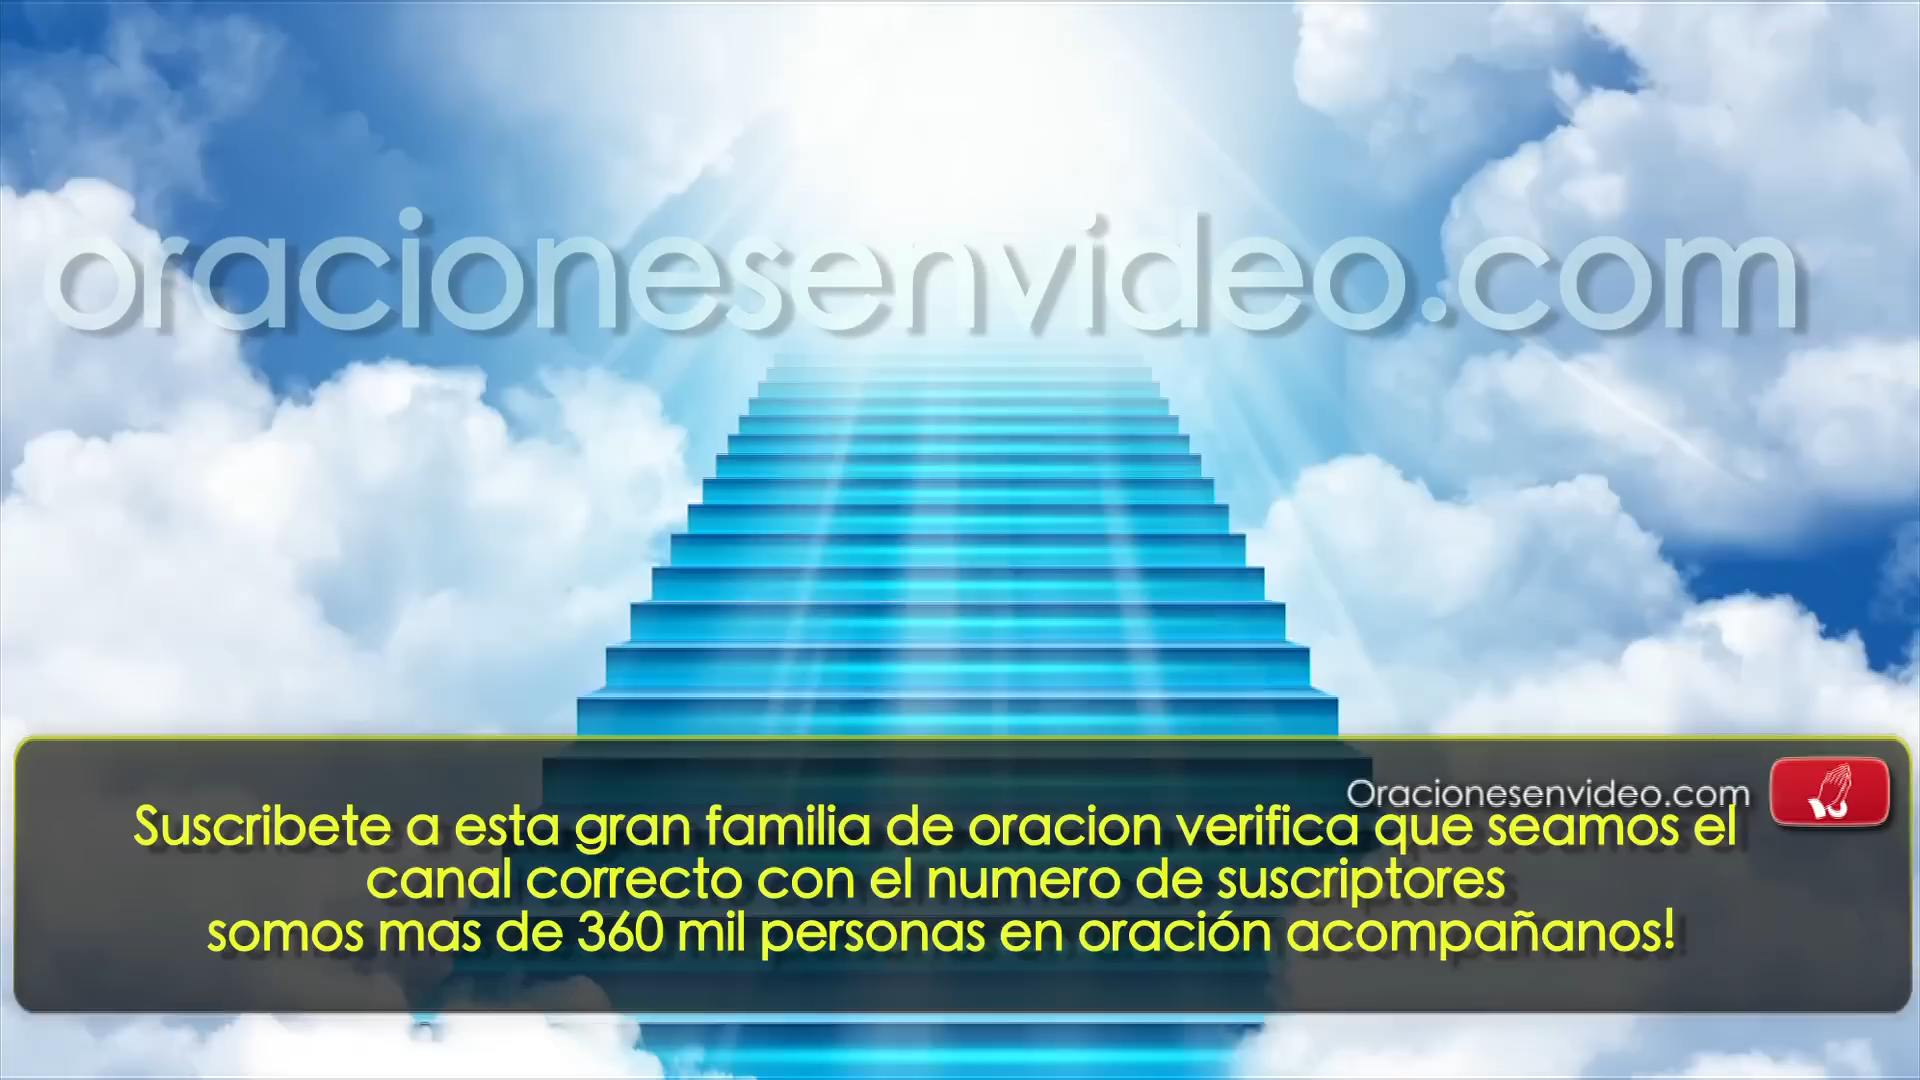 oracionesenvideo.com
Oracionesenvideo.com
Suscribete a esta gran familia de oracion verifica que seamos el
canal correcto con el numero de suscriptores
somos mas de 360 mil personas en oración acompañanos!